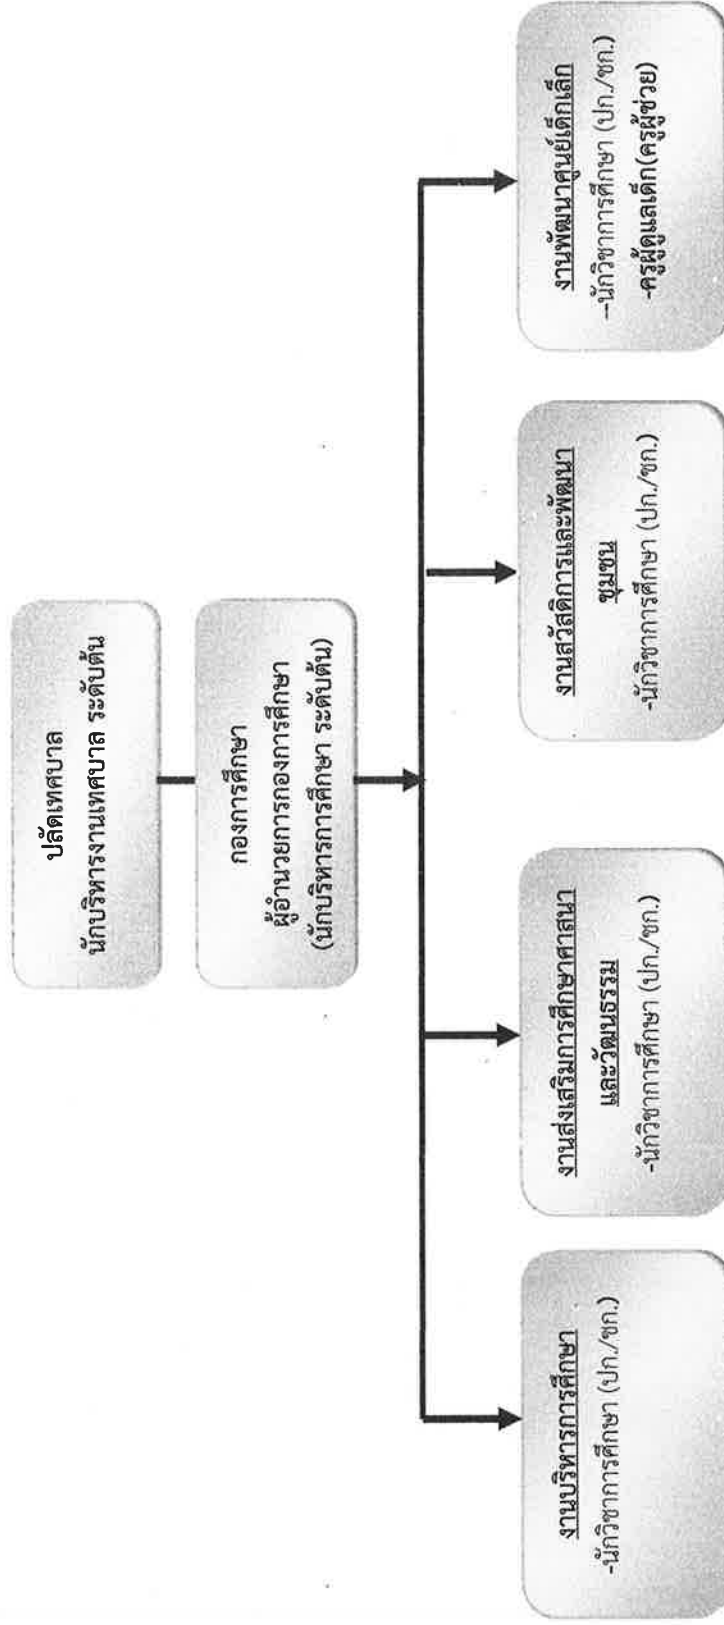 ปลัดเทศบาล
นักบริหารงานเทศบาล ระดับต้น
กองการศึกษา
ผู้อำนวยการกองการศึกษา
(นักบริหารการศึกษา ระดับต้น)
งานบริหารการศึกษา
-นักวิชาการศึกษา (ปก./ชก.)
งานส่งเสริมการศึกษาศาสนา
และวัฒนธรรม
-นักวิชาการศึกษา (ปก./ชก.)
งานสวัสดิการและพัฒนา
ชุมชน
-นักวิชาการศึกษา (ปก./ชก.)
งานพัฒนาศูนย์เด็กเล็ก
--นักวิชาการศึกษา (ปก./ชก.)
-ครูผู้ดูแลเด็ก(ครูผู้ช่วย)